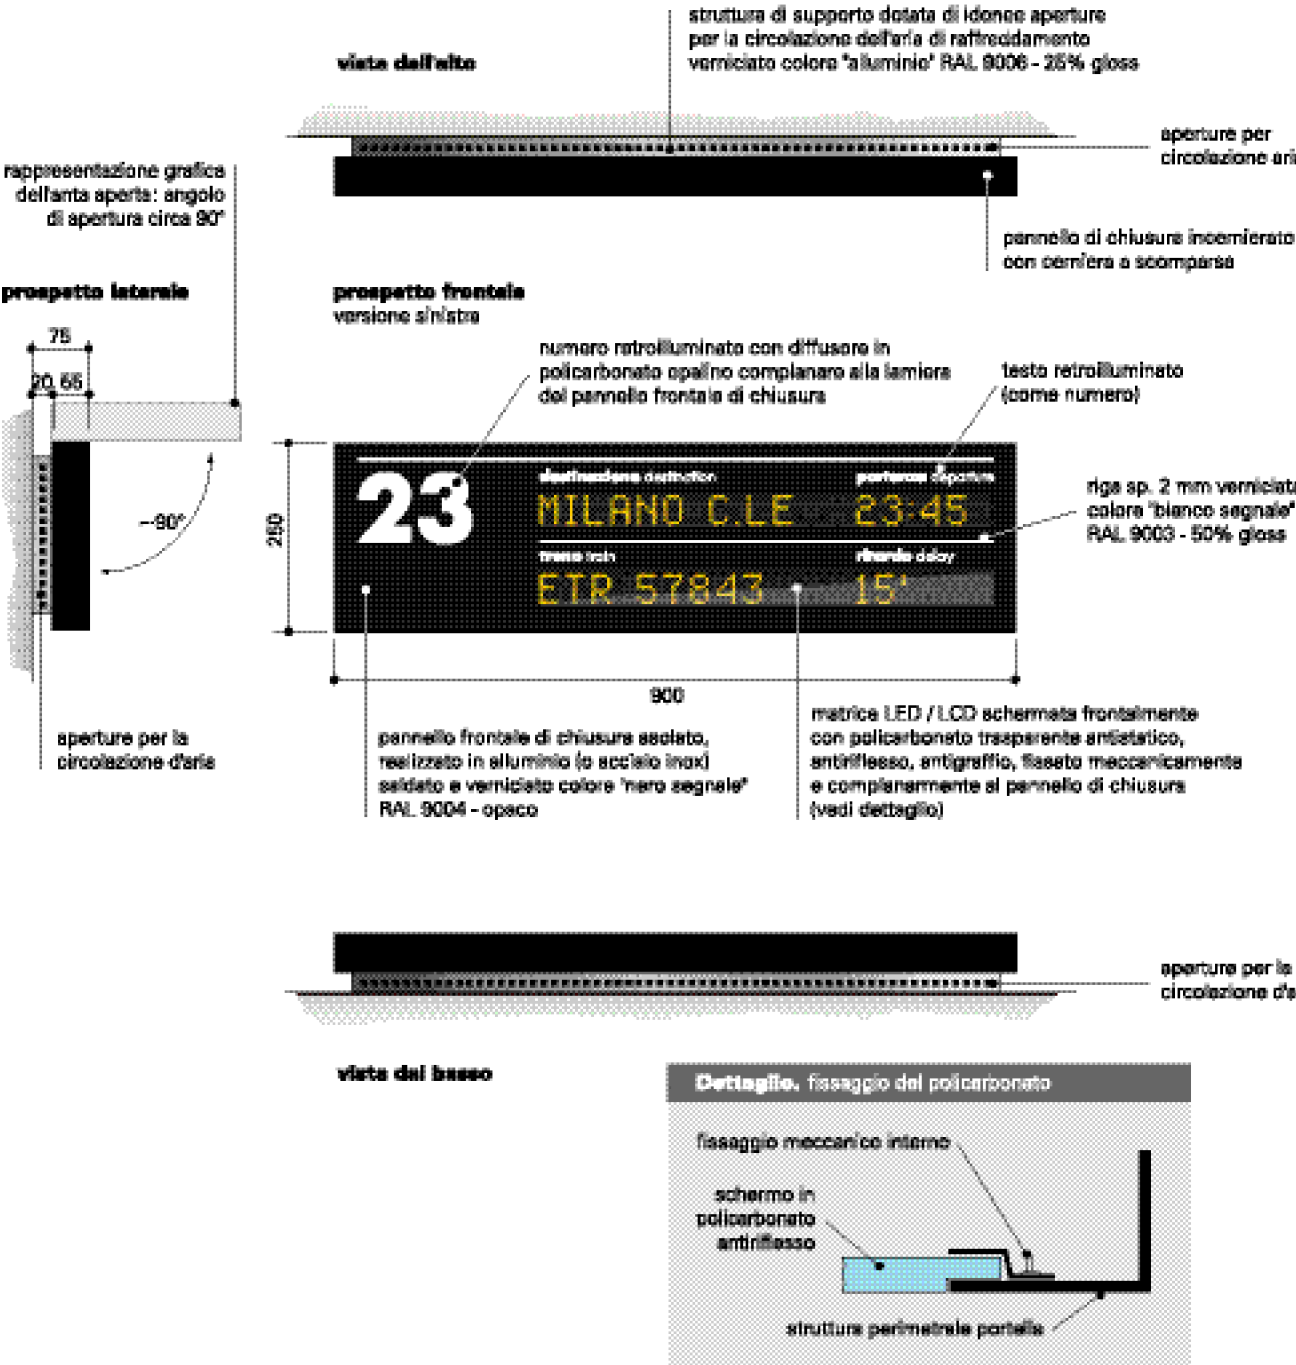 struttura di supporto dotata di idonee aperture
per la circolazione dell'aria di raffreddamento
verniciato colore "alluminio" RAL 9006 - 25% gloss
vista dall'alto
aperture per
circolazione aria
rappresentazione grafica
dell'anta aperta: angolo
di apertura circa 90°
pannello di chiusura incernierato
con cerniera a scomparsa
prospetto laterale
prospetto frontale
versione sinistra
75
20, 55
numero retroilluminato con diffusore in
policarbonato opalino complanare alla lamiera
del pannello frontale di chiusura
testo retroilluminato
(come numero)
23
destinazione destination
partenza departure
MILANO C.LE
23:45
treno train
ritardo delay
ETR 57843
15'
riga sp. 2 mm verniciata
colore "bianco segnale"
RAL 9003 - 50% gloss
~90°
250
900
aperture per la
circolazione d'aria
pannello frontale di chiusura asolato,
realizzato in alluminio (o acciaio inox)
saldato e verniciato colore "nero segnale"
RAL 9004 - opaco
matrice LED / LCD schermata frontalmente
con policarbonato trasparente antistatico,
antiriflesso, antigraffio, fissato meccanicamente
e complanarmente al pannello di chiusura
(vedi dettaglio)
aperture per la
circolazione d'a
vista dal basso
Dettaglio. fissaggio del policarbonato
fissaggio meccanico interno
schermo in
policarbonato
antiriflesso
struttura perimetrale portella